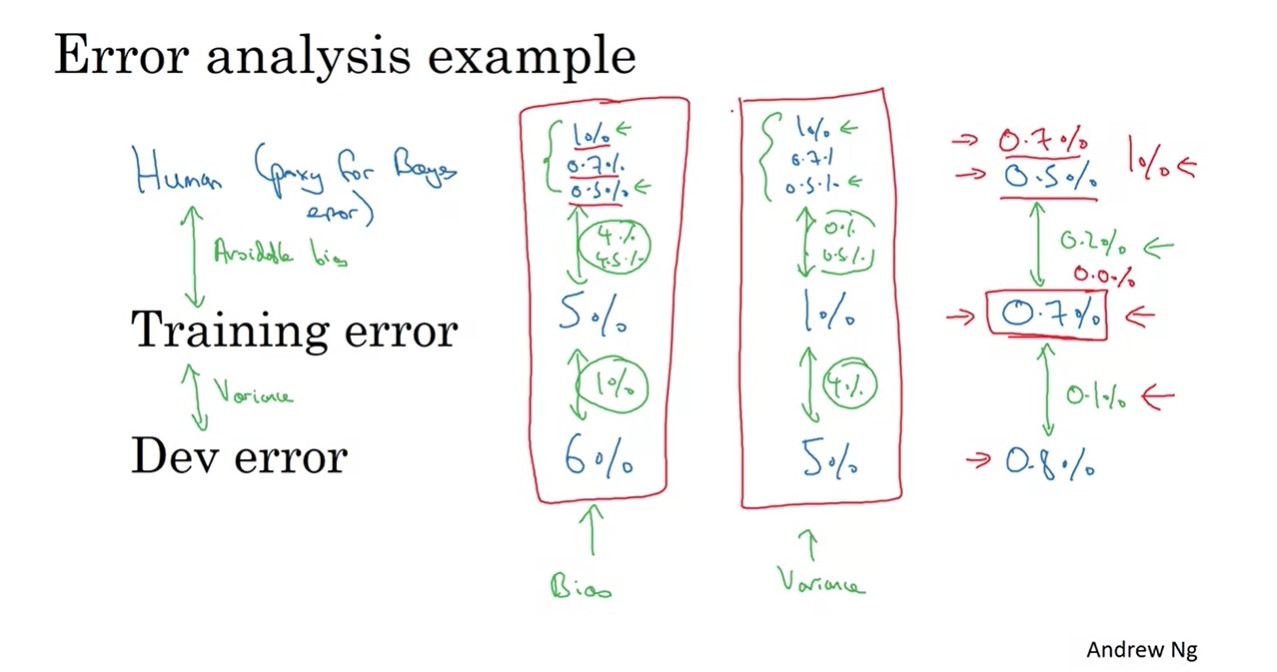 Error analysis example
Human (proxy for Bayes error)
Avoidable bias
Training error
Variance
Dev error
1%
0.7%
0.5%
4%
4.5%
5%
1%
6%
Bias
1%
0.7%
0.5%
0%
0.5%
1%
4%
5%
Variance
0.7%
1%
0.5%
0.2%
0.0%
0.7%
0.1%
0.8%
Andrew Ng